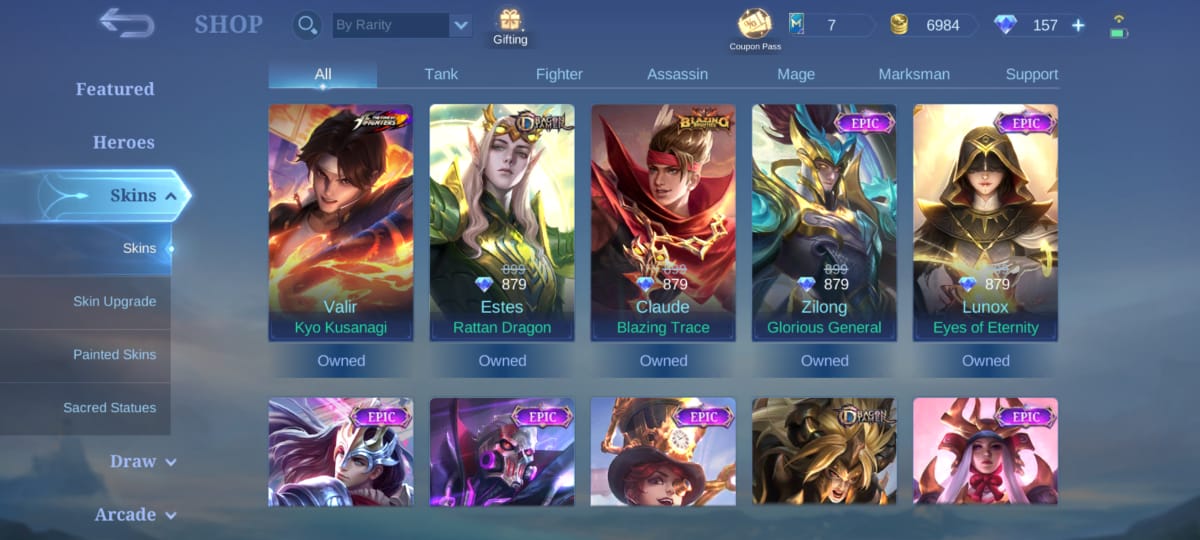 SHOP
By Rarity
Gifting
Coupon Pass
7
6984
157
+
Featured
Heroes
Skins
Skins
Skin Upgrade
Painted Skins
Sacred Statues
Draw
Arcade
All Tank Fighter Assassin Mage Marksman Support
THE KING OF FIGHTERS
Valir
Kyo Kusanagi
Owned
DRAGON TAMER
899
879
Estes
Rattan Dragon
Owned
BLAZING
899
879
Claude
Blazing Trace
Owned
EPIC
899
879
Zilong
Glorious General
Owned
EPIC
879
Lunox
Eyes of Eternity
Owned
EPIC
EPIC
EPIC
DRAGON TAMER
EPIC